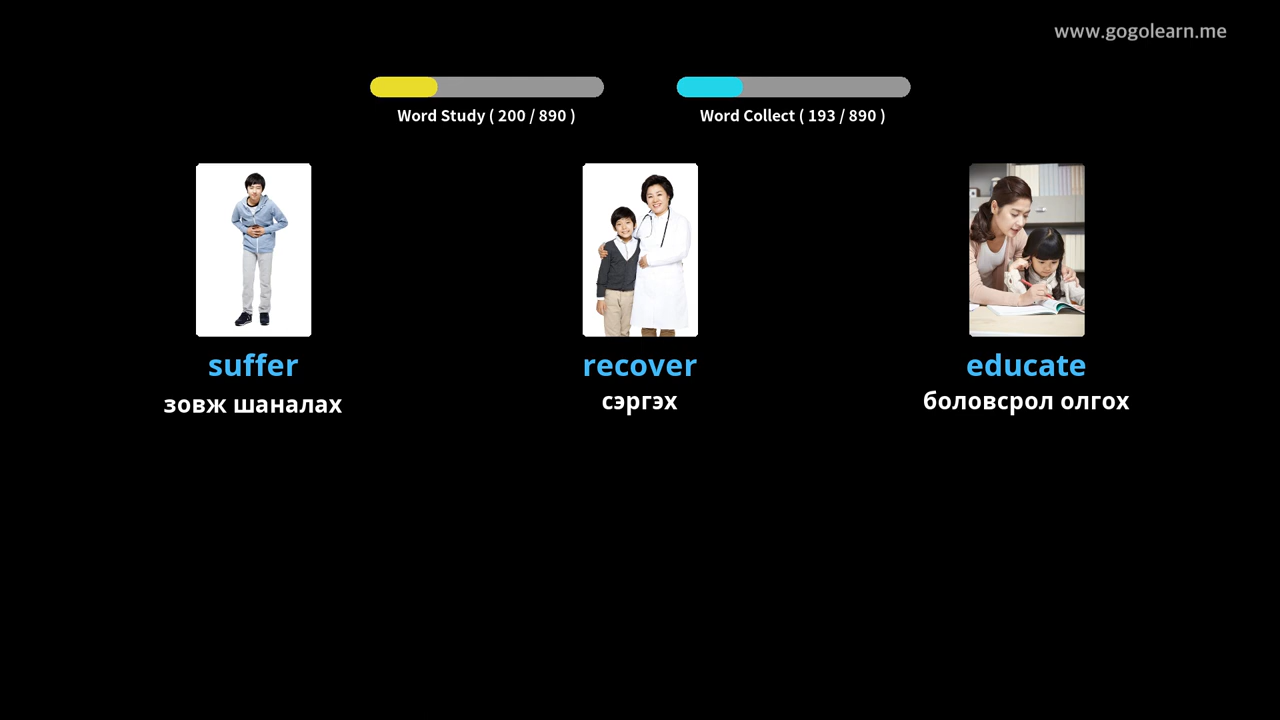 www.gogolearn.me
Word Study ( 200 / 890 )
Word Collect ( 193 / 890 )
suffer
зовж шаналах
recover
сэргэх
educate
боловсрол олгох